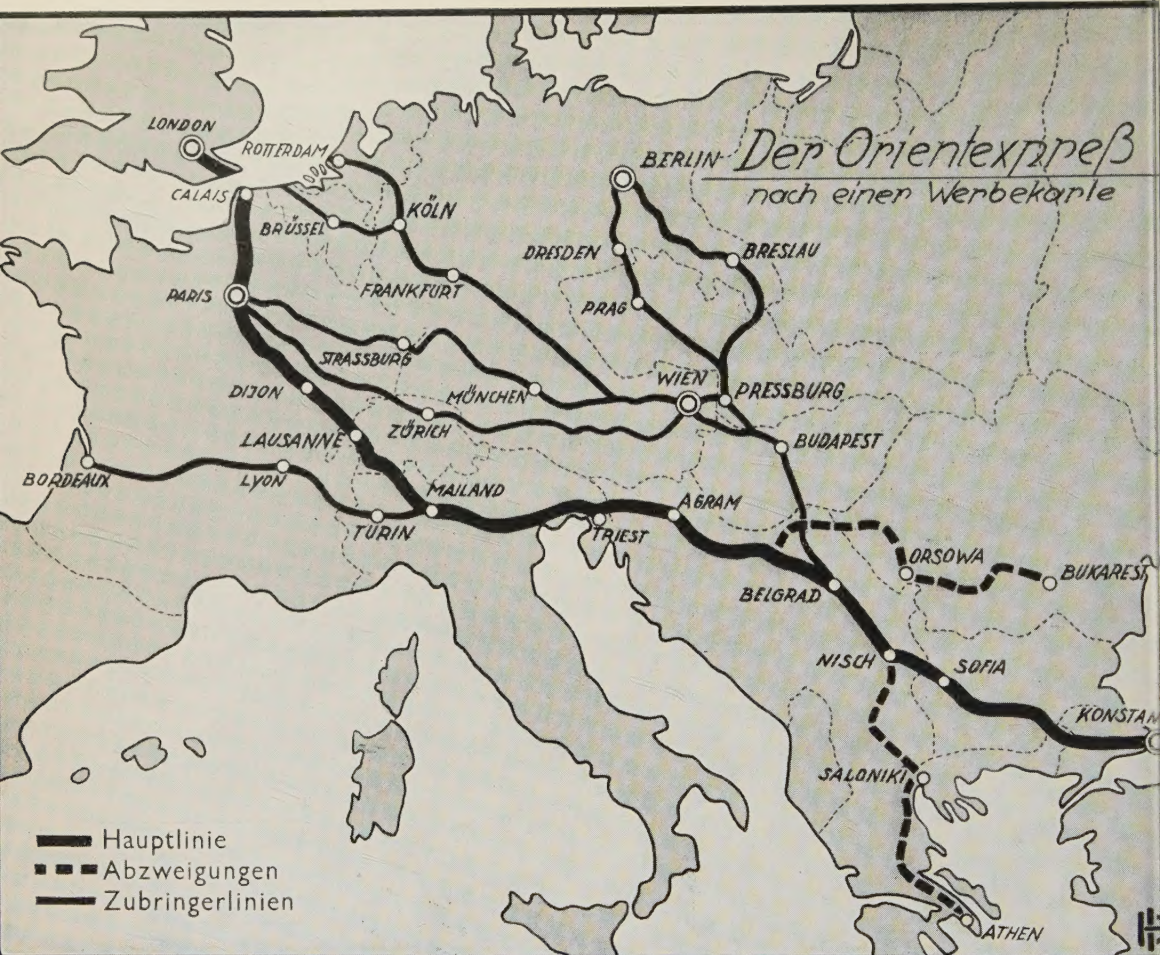 Der Orientexpreß
nach einer Werbekarte
LONDON
ROTTERDAM
CALAIS
BRÜSSEL
KÖLN
BERLIN
DRESDEN
BRESLAU
PARIS
FRANKFURT
PRAG
STRASSBURG
WIEN
PRESSBURG
DIJON
MÜNCHEN
ZÜRICH
LAUSANNE
BUDAPEST
BORDEAUX
LYON
MAILAND
AGRAM
TURIN
TRIEST
ORSOWA
BUKAREST
BELGRAD
NISCH
SOFIA
KONSTAN
SALONIKI
ATHEN
Hauptlinie
Abzweigungen
Zubringerlinien